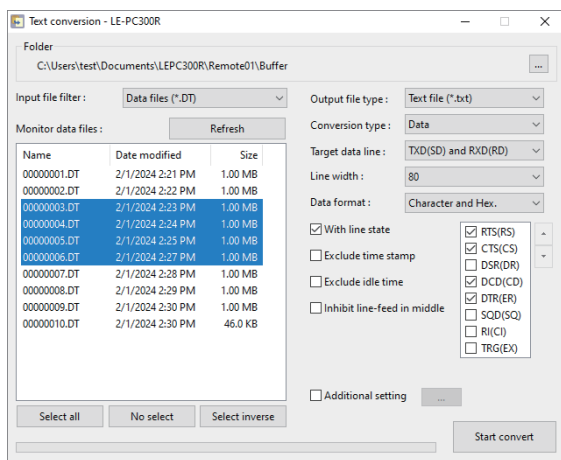 Text conversion - LE-PC300R
Folder
C:\Users\test\Documents\LEPC300R\Remote01\Buffer
...
Input file filter :
Data files (*.DT)
Monitor data files :
Refresh
Name Date modified Size
00000001.DT 2/1/2024 2:21 PM 1.00 MB
00000002.DT 2/1/2024 2:22 PM 1.00 MB
00000003.DT 2/1/2024 2:23 PM 1.00 MB
00000004.DT 2/1/2024 2:24 PM 1.00 MB
00000005.DT 2/1/2024 2:25 PM 1.00 MB
00000006.DT 2/1/2024 2:27 PM 1.00 MB
00000007.DT 2/1/2024 2:28 PM 1.00 MB
00000008.DT 2/1/2024 2:29 PM 1.00 MB
00000009.DT 2/1/2024 2:30 PM 1.00 MB
00000010.DT 2/1/2024 2:30 PM 46.0 KB
Select all
No select
Select inverse
Output file type :
Text file (*.txt)
Conversion type :
Data
Target data line :
TXD(SD) and RXD(RD)
Line width :
80
Data format :
Character and Hex.
With line state
Exclude time stamp
Exclude idle time
Inhibit line-feed in middle
RTS(RS)
CTS(CS)
DSR(DR)
DCD(CD)
DTR(ER)
SQD(SQ)
RI(CI)
TRG(EX)
Additional setting
...
Start convert